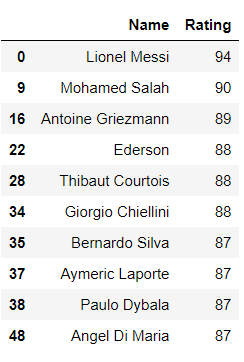 Name Rating
0 Lionel Messi 94
9 Mohamed Salah 90
16 Antoine Griezmann 89
22 Ederson 88
28 Thibaut Courtois 88
34 Giorgio Chiellini 88
35 Bernardo Silva 87
37 Aymeric Laporte 87
38 Paulo Dybala 87
48 Angel Di Maria 87